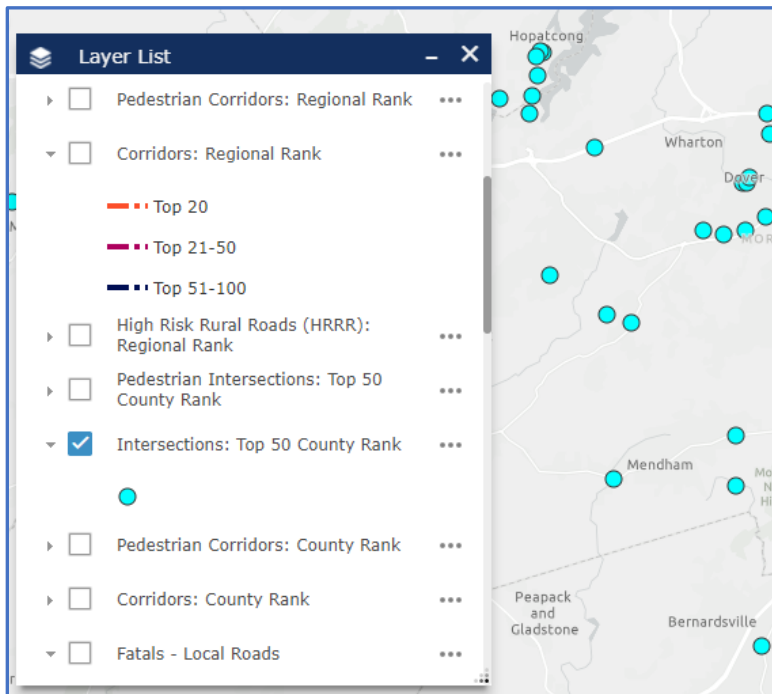 Layer List
Pedestrian Corridors: Regional Rank
Corridors: Regional Rank
Top 20
Top 21-50
Top 51-100
High Risk Rural Roads (HRRR):
Regional Rank
Pedestrian Intersections: Top 50
County Rank
Intersections: Top 50 County Rank
Pedestrian Corridors: County Rank
Corridors: County Rank
Fatals - Local Roads
Hopatcong
Wharton
Dover
MOR
Mendham
Peapack
and
Gladstone
Bernardsville